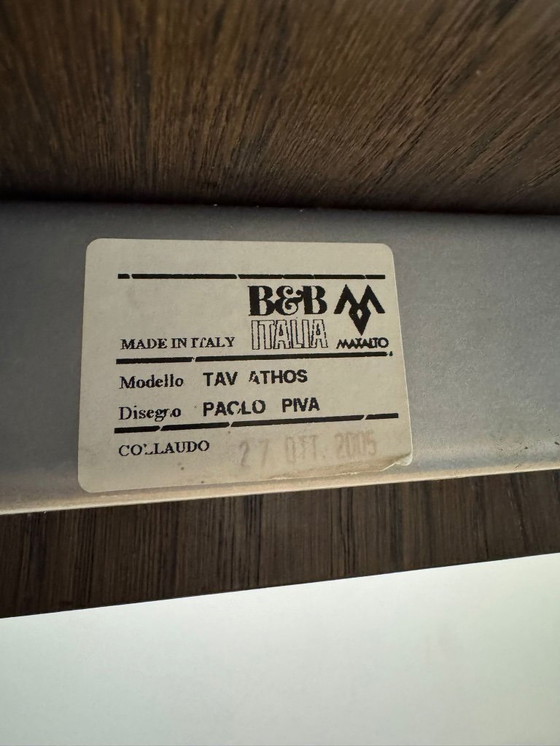 B&B
ITALIA
MADE IN ITALY
MAXALTO
Modello TAV ATHOS
Disegno PAOLO PIVA
COLLAUDO 27 OTT. 2005